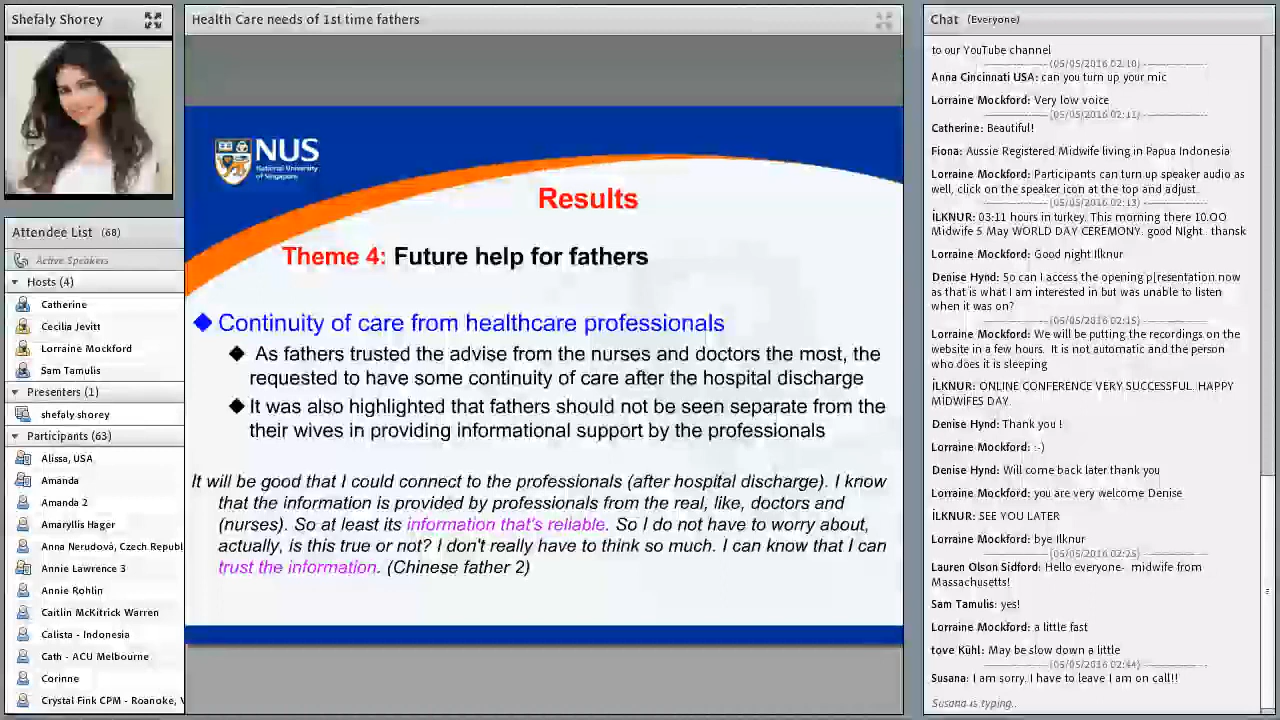 Shefaly Shorey
Attendee List (68)
Active Speakers
Hosts (4)
Catherine
Cecilia Jevitt
Lorraine Mockford
Sam Tamulis
Presenters (1)
shefaly shorey
Participants (63)
Alissa, USA
Amanda
Amanda 2
Amaryllis Hager
Anna Nerudová, Czech Republ
Annie Lawrence 3
Annie Rohlin
Caitlin McKitrick Warren
Calista - Indonesia
Cath - ACU Melbourne
Corinne
Crystal Fink CPM - Roanoke, V
Health Care needs of 1st time fathers
NUS
National University
of Singapore
Results
Theme 4: Future help for fathers
Continuity of care from healthcare professionals
As fathers trusted the advise from the nurses and doctors the most, the
requested to have some continuity of care after the hospital discharge
It was also highlighted that fathers should not be seen separate from the
their wives in providing informational support by the professionals
It will be good that I could connect to the professionals (after hospital discharge). I know
that the information is provided by professionals from the real, like, doctors and
(nurses). So at least its information that's reliable. So I do not have to worry about,
actually, is this true or not? I don't really have to think so much. I can know that I can
trust the information. (Chinese father 2)
Chat (Everyone)
to our YouTube channel
(05/05/2016 02:10)
Anna Cincinnati USA: can you turn up your mic
Lorraine Mockford: Very low voice
(05/05/2016 02:11)
Catherine: Beautiful!
Fiona: Aussie Registered Midwife living in Papua Indonesia
Lorraine Mockford: Participants can turn up speaker audio as
well, click on the speaker icon at the top and adjust.
(05/05/2016 02:13)
İLKNUR: 03:11 hours in turkey. This morning there 10.OO
Midwife 5 May WORLD DAY CEREMONY. good Night . thansk
Lorraine Mockford: Good night Ilknur
Denise Hynd: So can I access the opening p[resentation now
as that is what I am interested in but was unable to listen
when it was on?
(05/05/2016 02:15)
Lorraine Mockford: We will be putting the recordings on the
website in a few hours. It is not automatic and the person
who does it is sleeping
İLKNUR: ONLINE CONFERENCE VERY SUCCESSFUL. HAPPY
MİDWİFES DAY.
Denise Hynd: Thank you !
Lorraine Mockford: :-)
Denise Hynd: Will come back later thank you
Lorraine Mockford: you are very welcome Denise
İLKNUR: SEE YOU LATER
Lorraine Mockford: bye Ilknur
(05/05/2016 02:25)
Lauren Olson Sidford: Hello everyone- midwife from
Massachusetts!
Sam Tamulis: yes!
Lorraine Mockford: a little fast
tove Kühl: May be slow down a little
(05/05/2016 02:44)
Susana: I am sorry. I have to leave I am on call!!
Susana is typing..